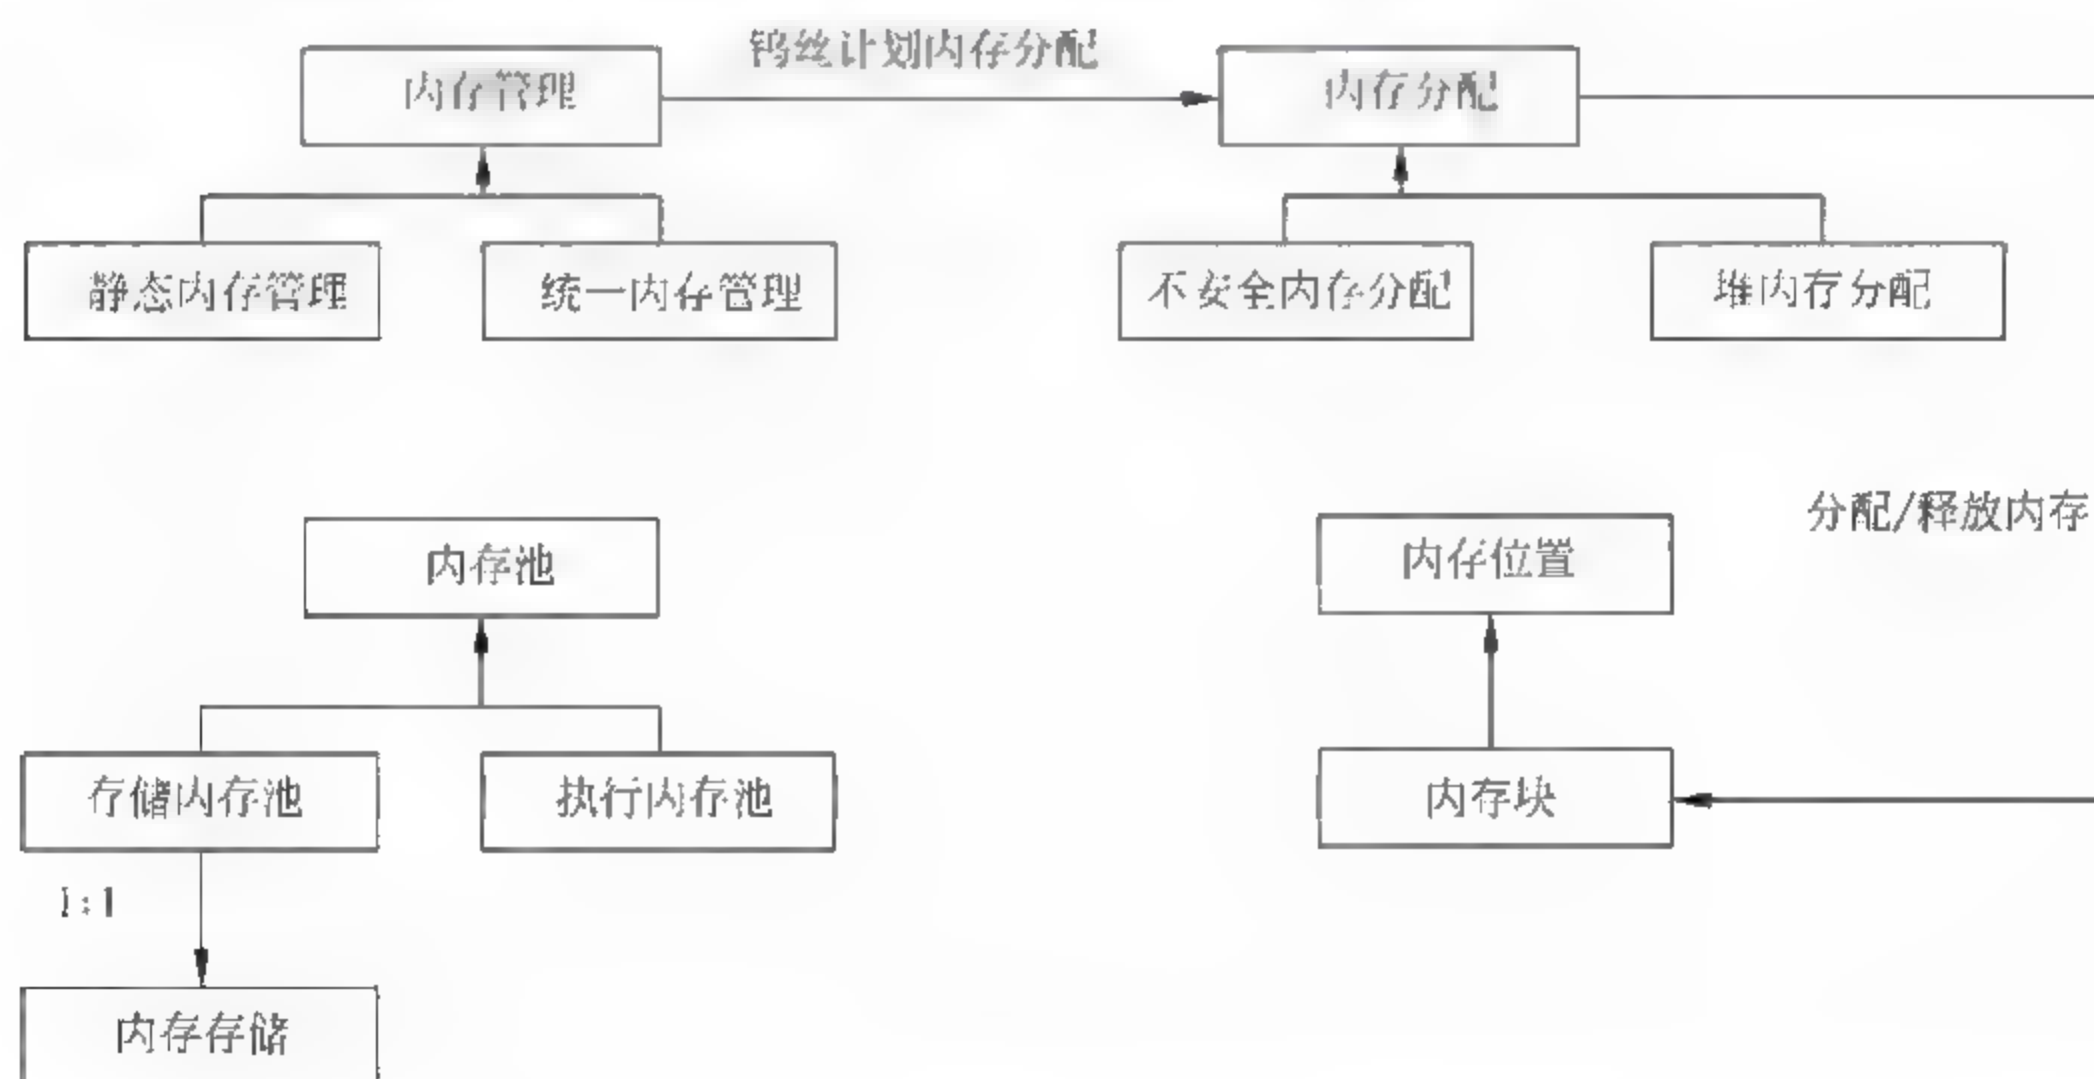 钨丝计划内存分配
内存管理
内存分配
静态内存管理
统一内存管理
不安全内存分配
堆内存分配
分配/释放内存
内存池
内存位置
存储内存池
执行内存池
内存块
1:1
内存存储